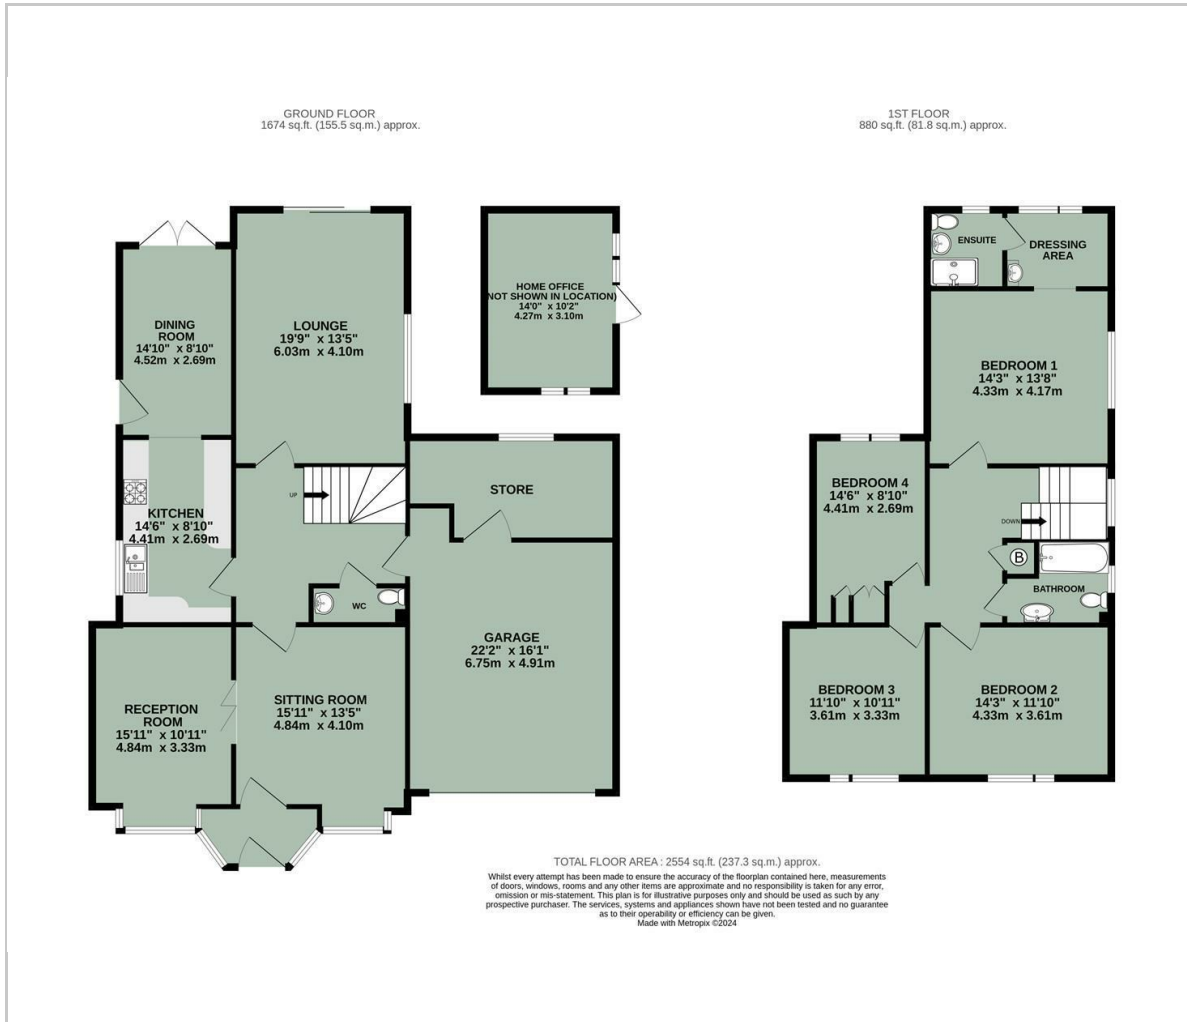 GROUND FLOOR
1674 sq.ft. (155.5 sq.m.) approx.
1ST FLOOR
880 sq.ft. (81.8 sq.m.) approx.
DINING
ROOM
14'10" x 8'10"
4.52m x 2.69m
LOUNGE
19'9" x 13'5"
6.03m x 4.10m
HOME OFFICE
(NOT SHOWN IN LOCATION)
14'0" x 10'2"
4.27m x 3.10m
KITCHEN
14'6" x 8'10"
4.41m x 2.69m
UP
STORE
WC
GARAGE
22'2" x 16'1"
6.75m x 4.91m
RECEPTION
ROOM
15'11" x 10'11"
4.84m x 3.33m
SITTING ROOM
15'11" x 13'5"
4.84m x 4.10m
ENSUITE
DRESSING
AREA
BEDROOM 1
14'3" x 13'8"
4.33m x 4.17m
BEDROOM 4
14'6" x 8'10"
4.41m x 2.69m
DOWN
B
BATHROOM
BEDROOM 3
11'10" x 10'11"
3.61m x 3.33m
BEDROOM 2
14'3" x 11'10"
4.33m x 3.61m
TOTAL FLOOR AREA : 2554 sq.ft. (237.3 sq.m.) approx.
Whilst every attempt has been made to ensure the accuracy of the floorplan contained here, measurements
of doors, windows, rooms and any other items are approximate and no responsibility is taken for any error,
omission or mis-statement. This plan is for illustrative purposes only and should be used as such by any
prospective purchaser. The services, systems and appliances shown have not been tested and no guarantee
as to their operability or efficiency can be given.
Made with Metropix ©2024